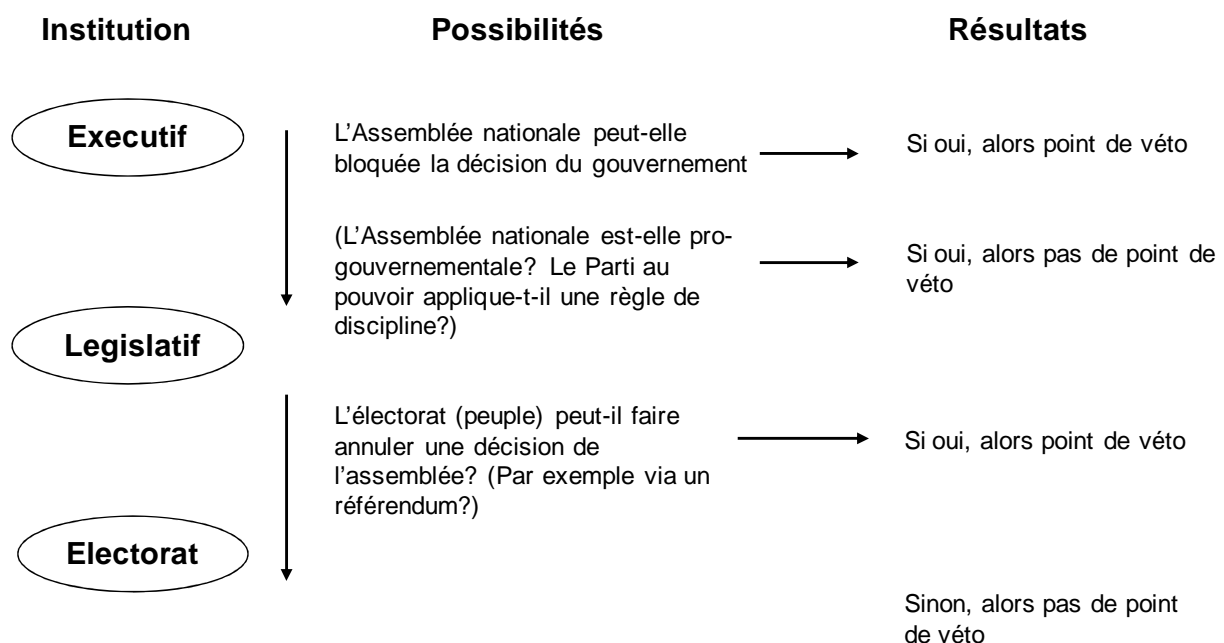 Institution
Possibilités
Résultats
Executif
L’Assemblée nationale peut-elle
bloquée la décision du gouvernement
Si oui, alors point de véto
(L’Assemblée nationale est-elle pro-
gouvernementale? Le Parti au
pouvoir applique-t-il une règle de
discipline?)
Si oui, alors pas de point de
véto
Legislatif
L’électorat (peuple) peut-il faire
annuler une décision de
l’assemblée? (Par exemple via un
référendum?)
Si oui, alors point de véto
Electorat
Sinon, alors pas de point
de véto